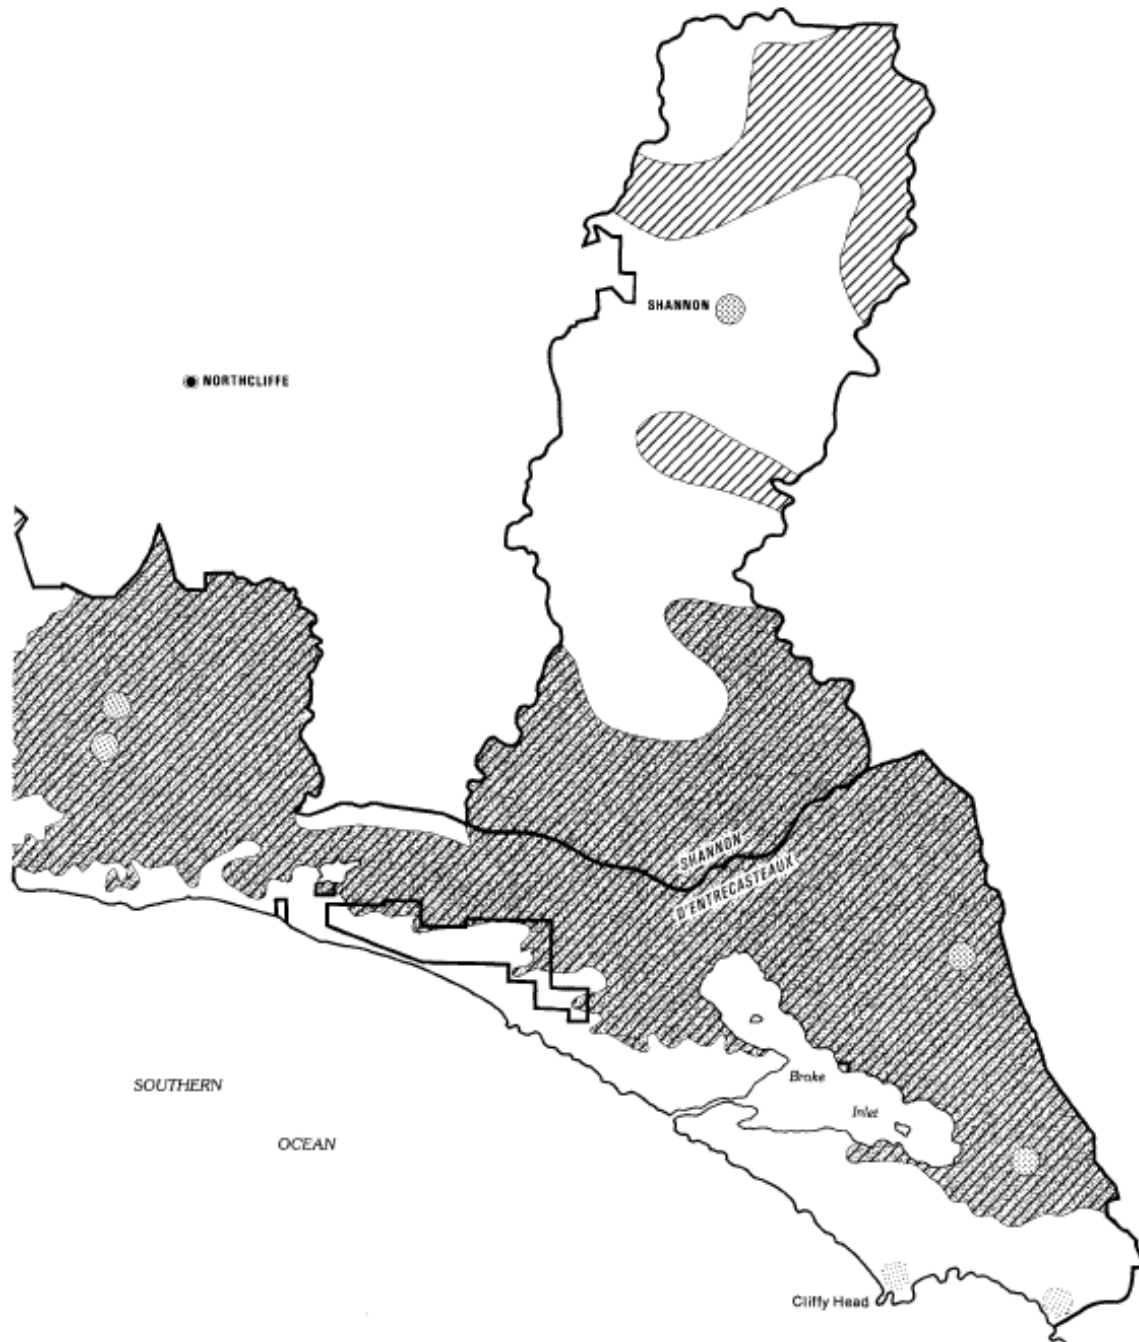 SHANNON
NORTHCLIFFE
SHANNON
D'ENTRECASTEAUX
Broke
Inlet
SOUTHERN
OCEAN
Cliffy Head